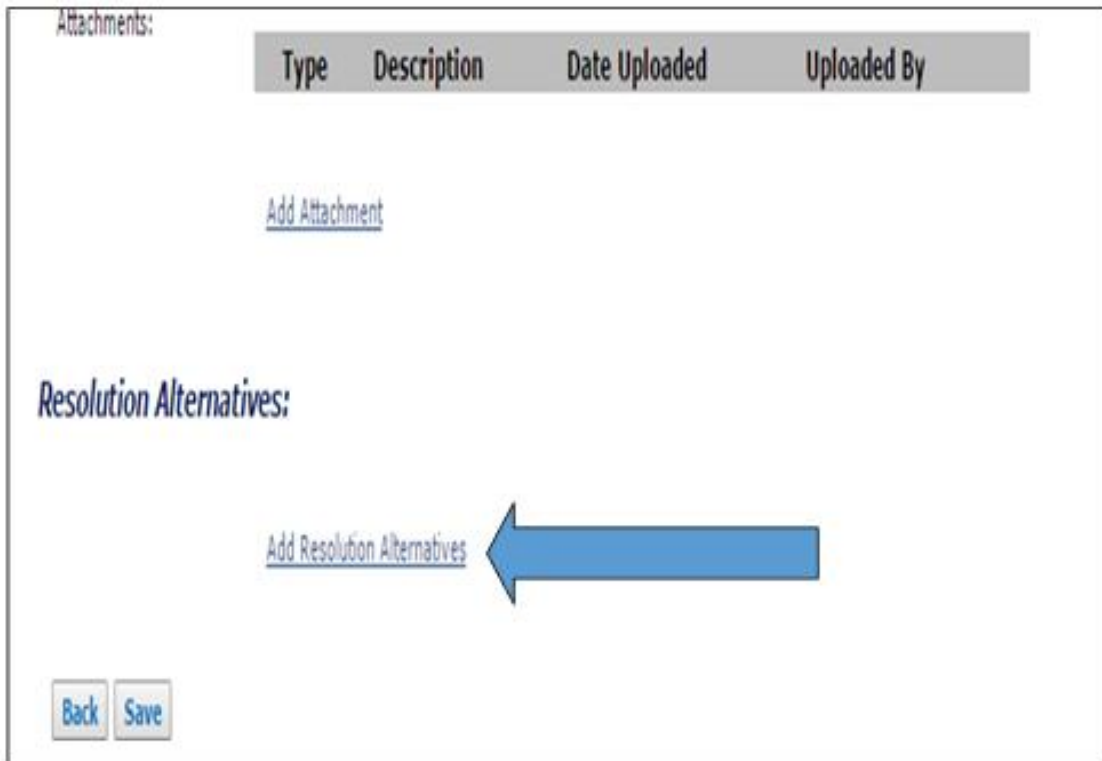 Attachments:
Type Description Date Uploaded Uploaded By
Add Attachment
Resolution Alternatives:
Add Resolution Alternatives
Back Save